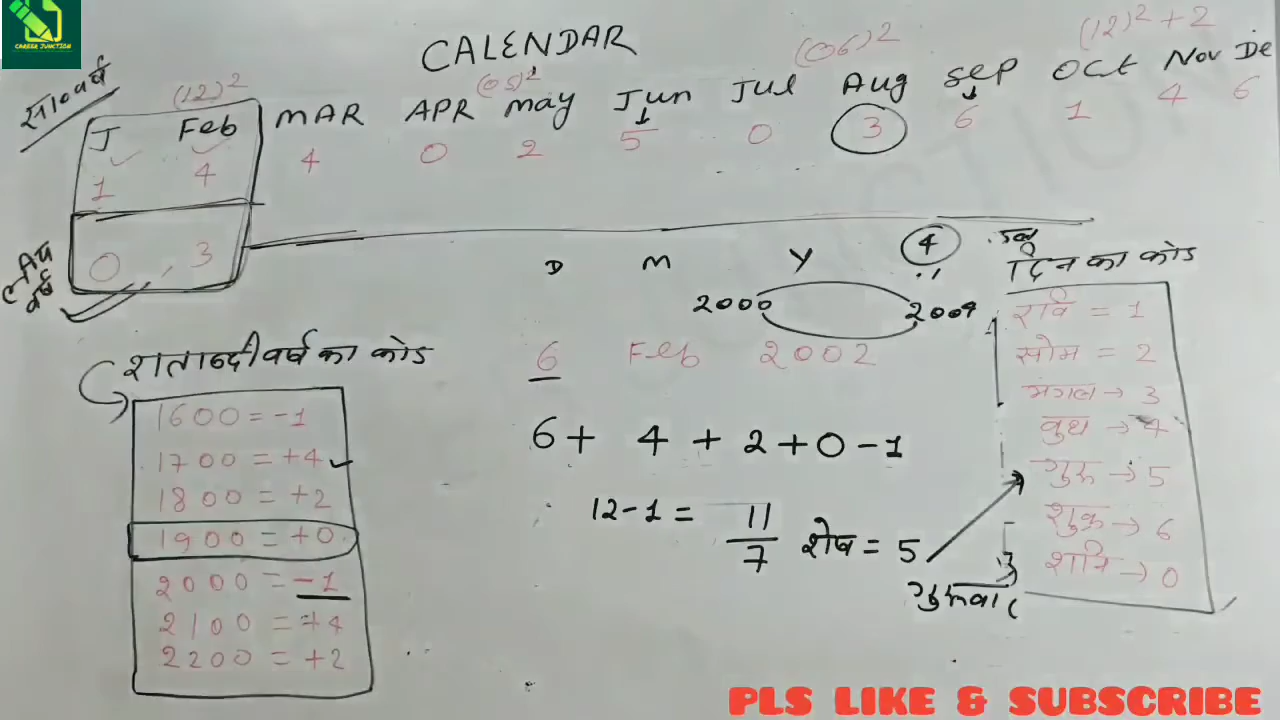 CAREER JUNCTION
CALENDAR
(12)² (05)² (06)² (12)² + 2
J Feb MAR APR May Jun Jul Aug Sep Oct Nov De
1 4 4 0 2 5 0 3 6 1 4 6
0, 3
D M Y 4
2000 2004
दिन का कोड
रवि = 1
सोम = 2
मंगल → 3
बुध → 4
गुरु → 5
शुक्र → 6
शनि → 0
शताब्दी वर्ष का कोड
1600 = -1
1700 = +4
1800 = +2
1900 = +0
2000 = -1
2100 = +4
2200 = +2
6 Feb 2002
6 + 4 + 2 + 0 - 1
12 - 1 = 11/7 शेष = 5
गुरुवार
PLS LIKE & SUBSCRIBE